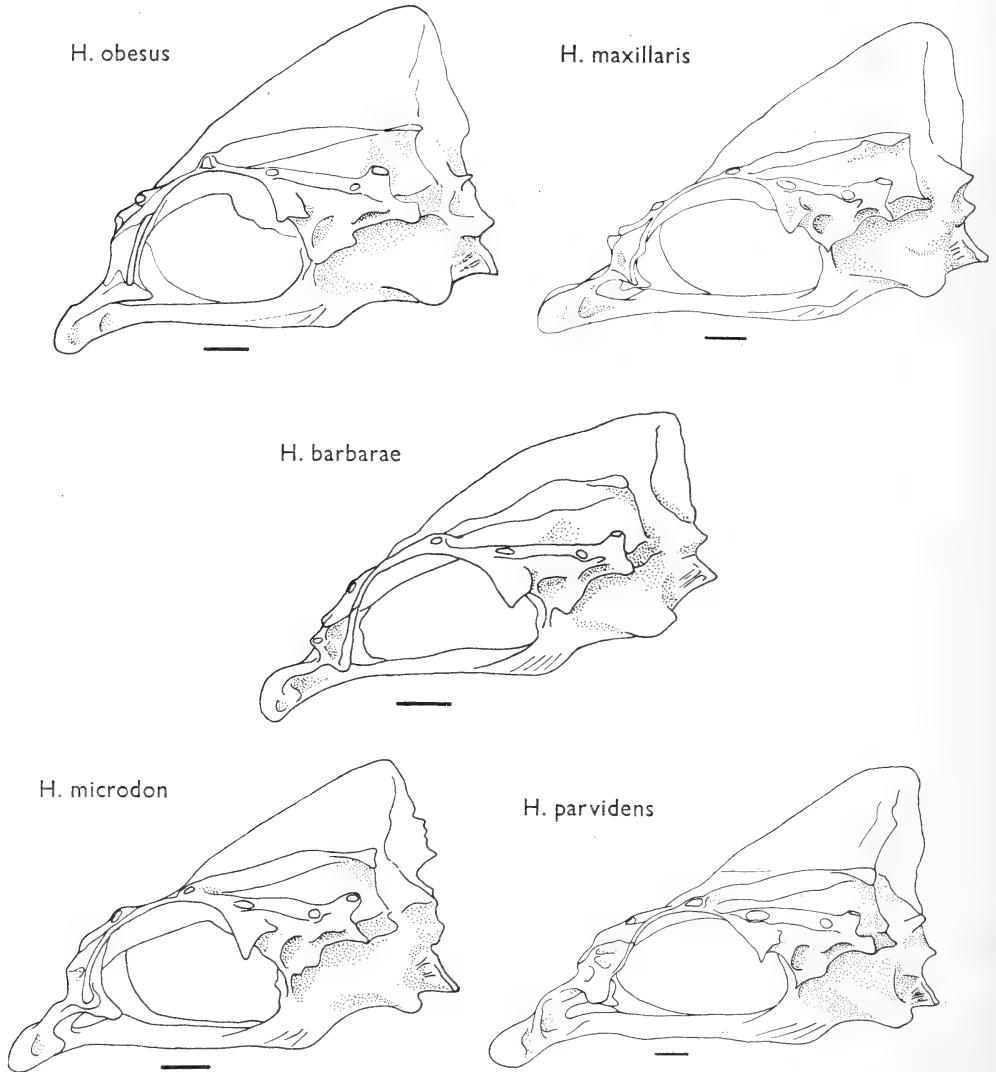 H. obesus
H. maxillaris
H. barbarae
H. microdon
H. parvidens